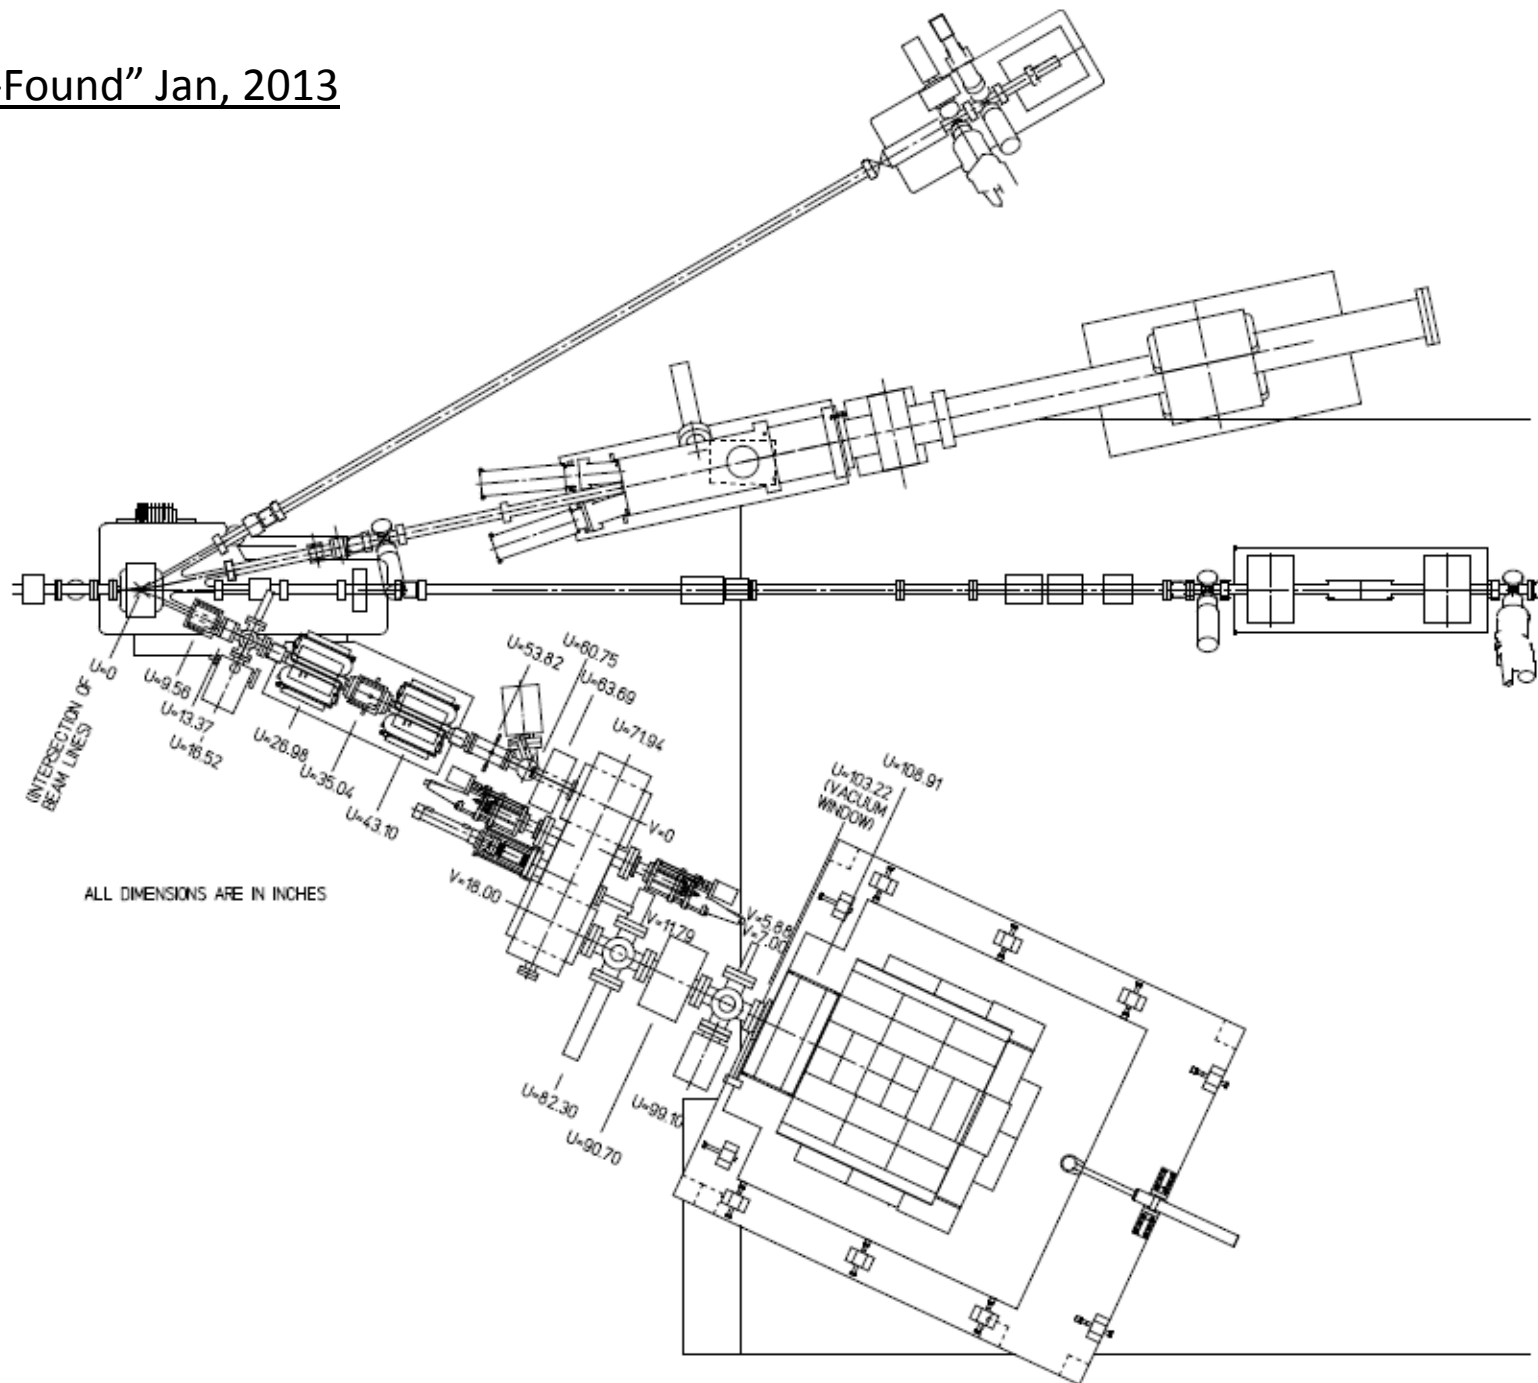 -Found” Jan, 2013
U=53.82
U=60.75
U=63.69
U=71.94
U=0
(INTERSECTION OF
BEAM LINES)
U=9.56
U=13.37
U=16.52
U=26.98
U=35.04
U=43.10
U=108.91
U=103.22
(VACUUM
WINDOW)
V=0
V=18.00
ALL DIMENSIONS ARE IN INCHES
V=11.79
V=5.68
V=7.00
U=82.30
U=99.10
U=90.70